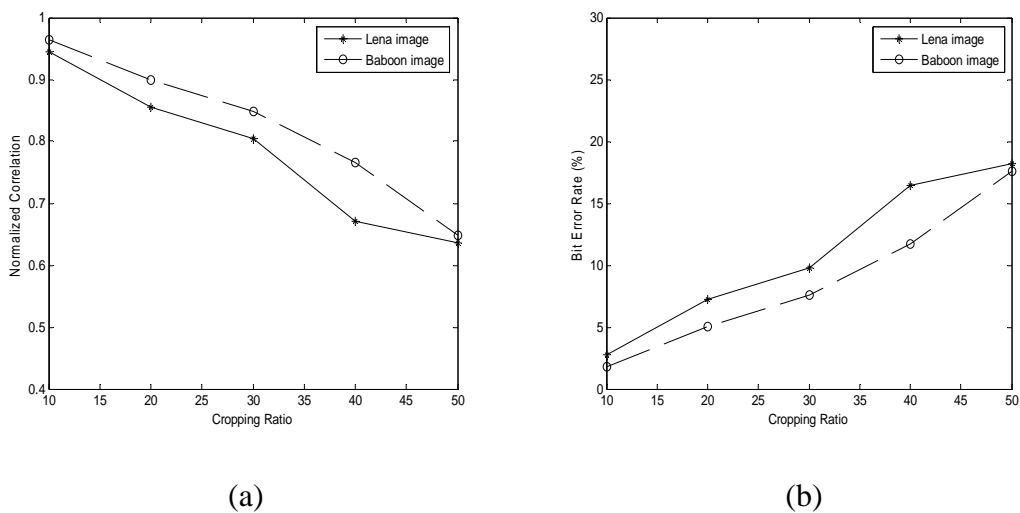 1
0.9
0.8
0.7
0.6
0.5
0.4
Normalized Correlation
10 15 20 25 30 35 40 45 50
Cropping Ratio
Lena image
Baboon image
(a)
30
25
20
15
10
5
0
Bit Error Rate (%)
10 15 20 25 30 35 40 45 50
Cropping Ratio
Lena image
Baboon image
(b)